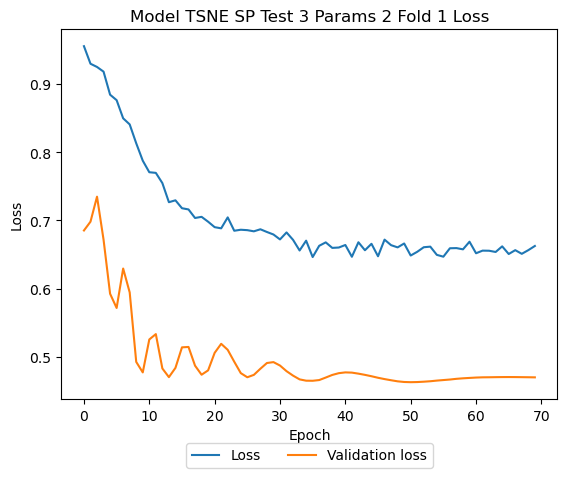 Model TSNE SP Test 3 Params 2 Fold 1 Loss
0.9
0.8
0.7
0.6
0.5
Loss
0 10 20 30 40 50 60 70
Epoch
Loss Validation loss